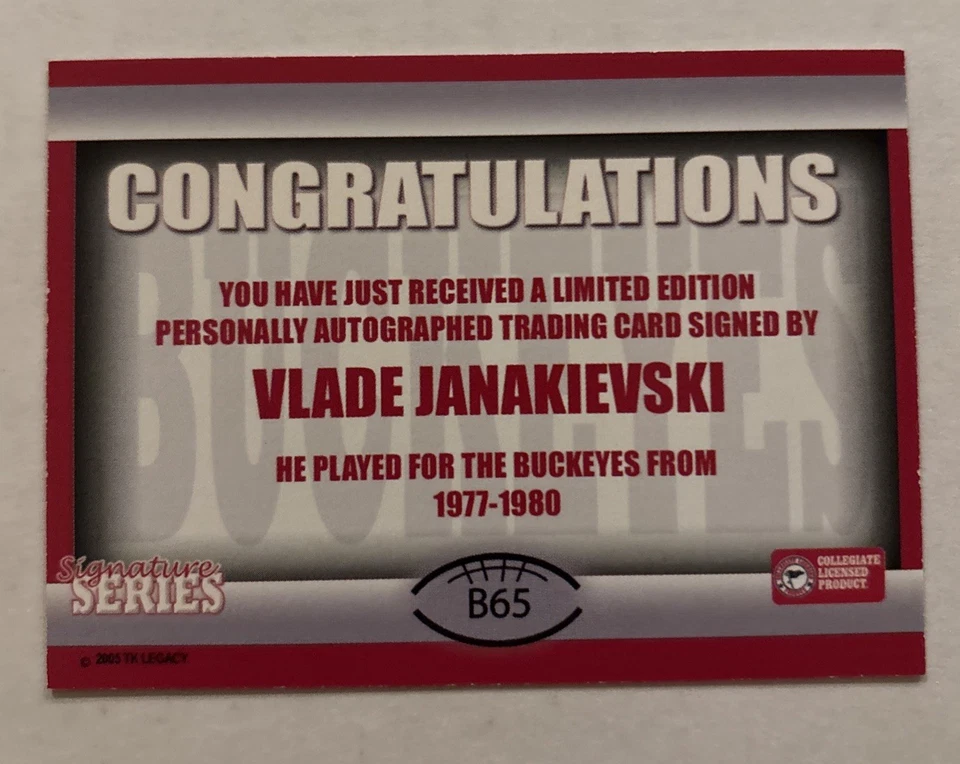 CONGRATULATIONS
BUCKEYES
YOU HAVE JUST RECEIVED A LIMITED EDITION
PERSONALLY AUTOGRAPHED TRADING CARD SIGNED BY
VLADE JANAKIEVSKI
HE PLAYED FOR THE BUCKEYES FROM
1977-1980
Signature
SERIES
B65
COLLEGIATE
LICENSED
PRODUCT
© 2005 TK LEGACY